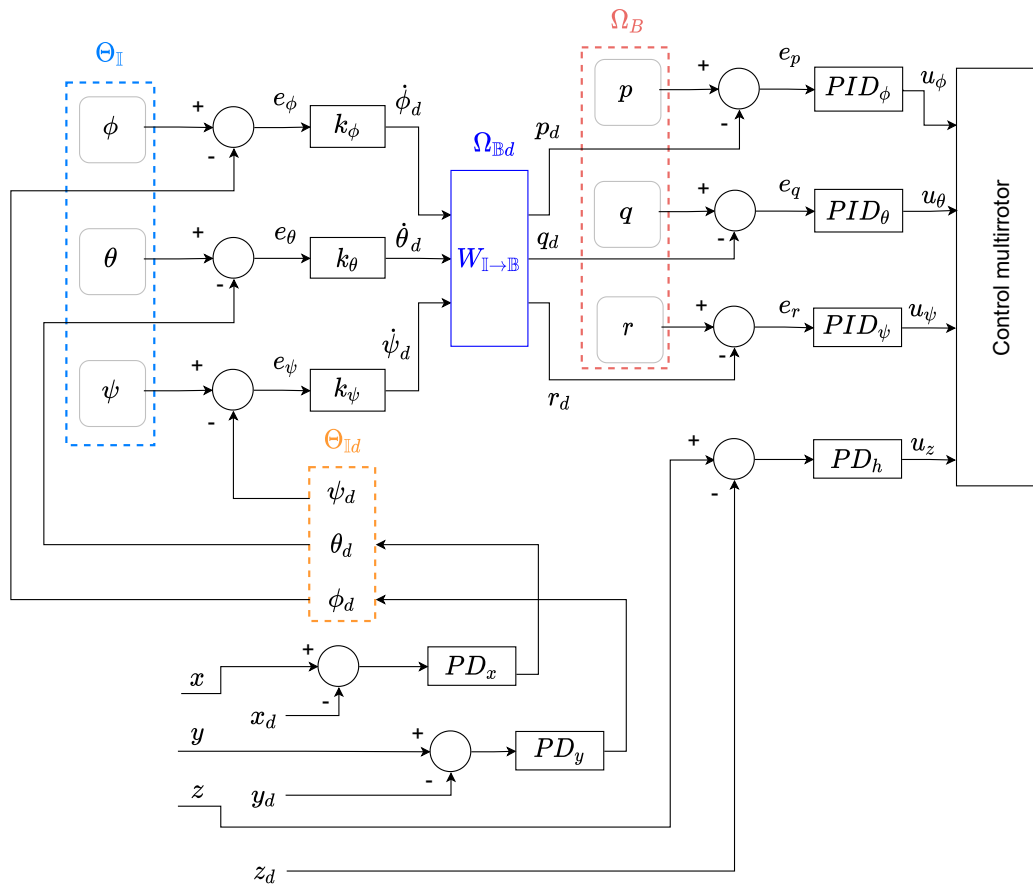 Θ_𝕀
Ω_B
ϕ
+
-
e_ϕ
k_ϕ
ϕ̇_d
p
+
-
e_p
PID_ϕ
u_ϕ
Ω_𝔹d
p_d
θ
+
-
e_θ
k_θ
θ̇_d
W_𝕀→𝔹
q_d
q
+
-
e_q
PID_θ
u_θ
r
+
-
e_r
PID_ψ
u_ψ
r_d
Control multirrotor
ψ
+
-
e_ψ
k_ψ
ψ̇_d
Θ_𝕀d
ψ_d
θ_d
ϕ_d
+
-
PD_h
u_z
x
+
-
x_d
PD_x
y
+
-
y_d
PD_y
z
z_d